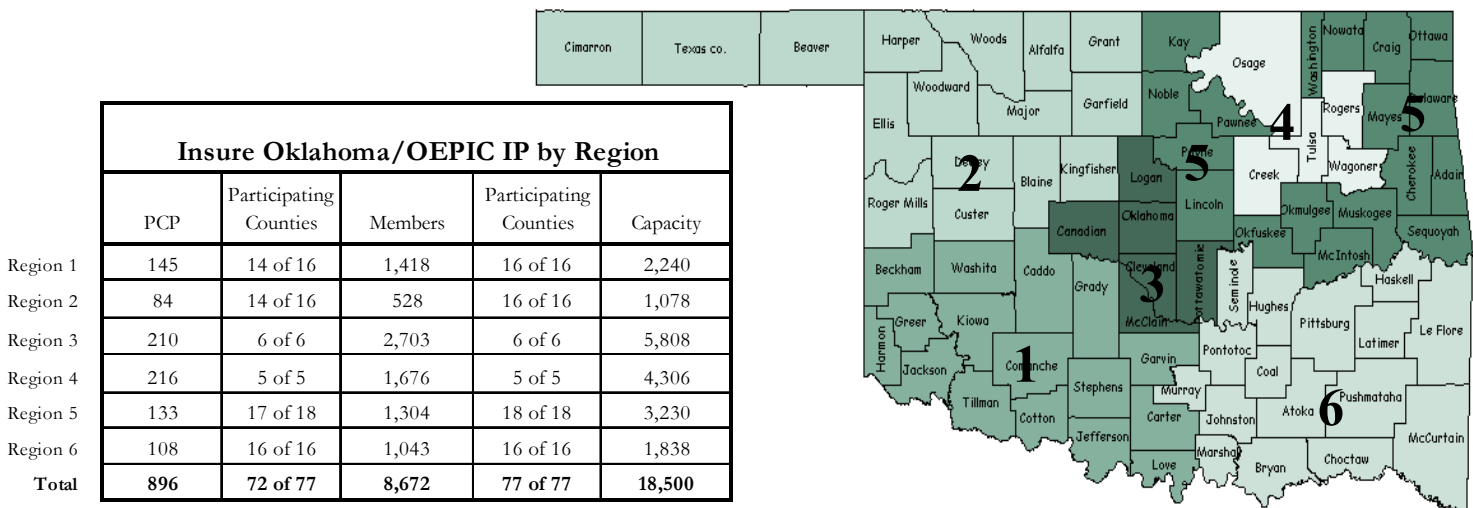 Insure Oklahoma/OEPIC IP by Region
PCP Participating Counties Members Participating Counties Capacity
Region 1 145 14 of 16 1,418 16 of 16 2,240
Region 2 84 14 of 16 528 16 of 16 1,078
Region 3 210 6 of 6 2,703 6 of 6 5,808
Region 4 216 5 of 5 1,676 5 of 5 4,306
Region 5 133 17 of 18 1,304 18 of 18 3,230
Region 6 108 16 of 16 1,043 16 of 16 1,838
Total 896 72 of 77 8,672 77 of 77 18,500
Cimarron Texas co. Beaver Harper Woods Alfalfa Grant Kay Osage Washington Nowata Craig Ottawa
Woodward Major Garfield Noble Pawnee Rogers Mayes
Ellis 4 5
Roger Mills 2 Blaine Kingfisher Logan 5 Creek Tulsa Wagoner Cherokee Adair
Custer Canadian Oklahoma Lincoln Okfuskee Okmulgee Muskogee Sequoyah
Beckham Washita Caddo Grady Cleveland Pottawatomie Seminole Hughes McIntosh Haskell
Greer Kiowa 3 McClain Pittsburg Latimer Le Flore
Harmon Jackson Comanche 1 Garvin Pontotoc Coal
Tillman Cotton Stephens Murray Johnston Atoka 6 Pushmataha
Jefferson Carter Love Marshal Bryan Choctaw McCurtain